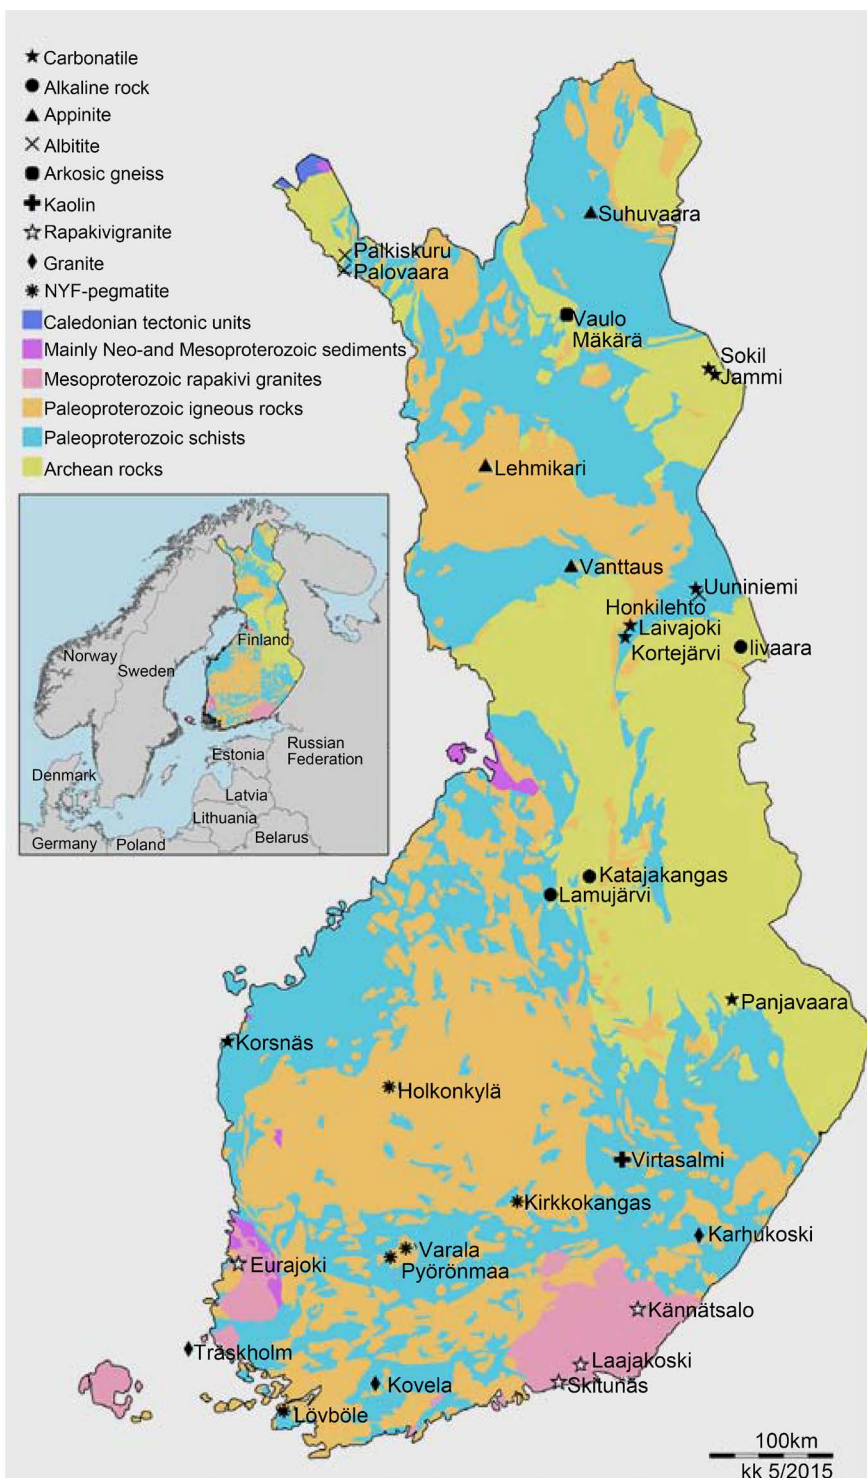 Carbonatile
Alkaline rock
Appinite
Albitite
Arkosic gneiss
Kaolin
Rapakivigranite
Granite
NYF-pegmatite
Caledonian tectonic units
Mainly Neo-and Mesoproterozoic sediments
Mesoproterozoic rapakivi granites
Paleoproterozoic igneous rocks
Paleoproterozoic schists
Archean rocks
Finland
Norway
Sweden
Russian
Federation
Estonia
Denmark
Latvia
Lithuania
Belarus
Germany
Poland
Suhuvaara
Palkiskuru
Palovaara
Vaulo
Mäkärä
Sokil
Jammi
Lehmikari
Vanttaus
Uuniniemi
Honkilehto
Laivajoki
Kortejärvi
Iivaara
Katajakangas
Lamujärvi
Panjavaara
Korsnäs
Holkonkylä
Virtasalmi
Kirkkokangas
Karhukoski
Varala
Pyörönmaa
Eurajoki
Kännätsalo
Träskholm
Laajakoski
Skitunäs
Kovela
Lövböle
100km
kk 5/2015